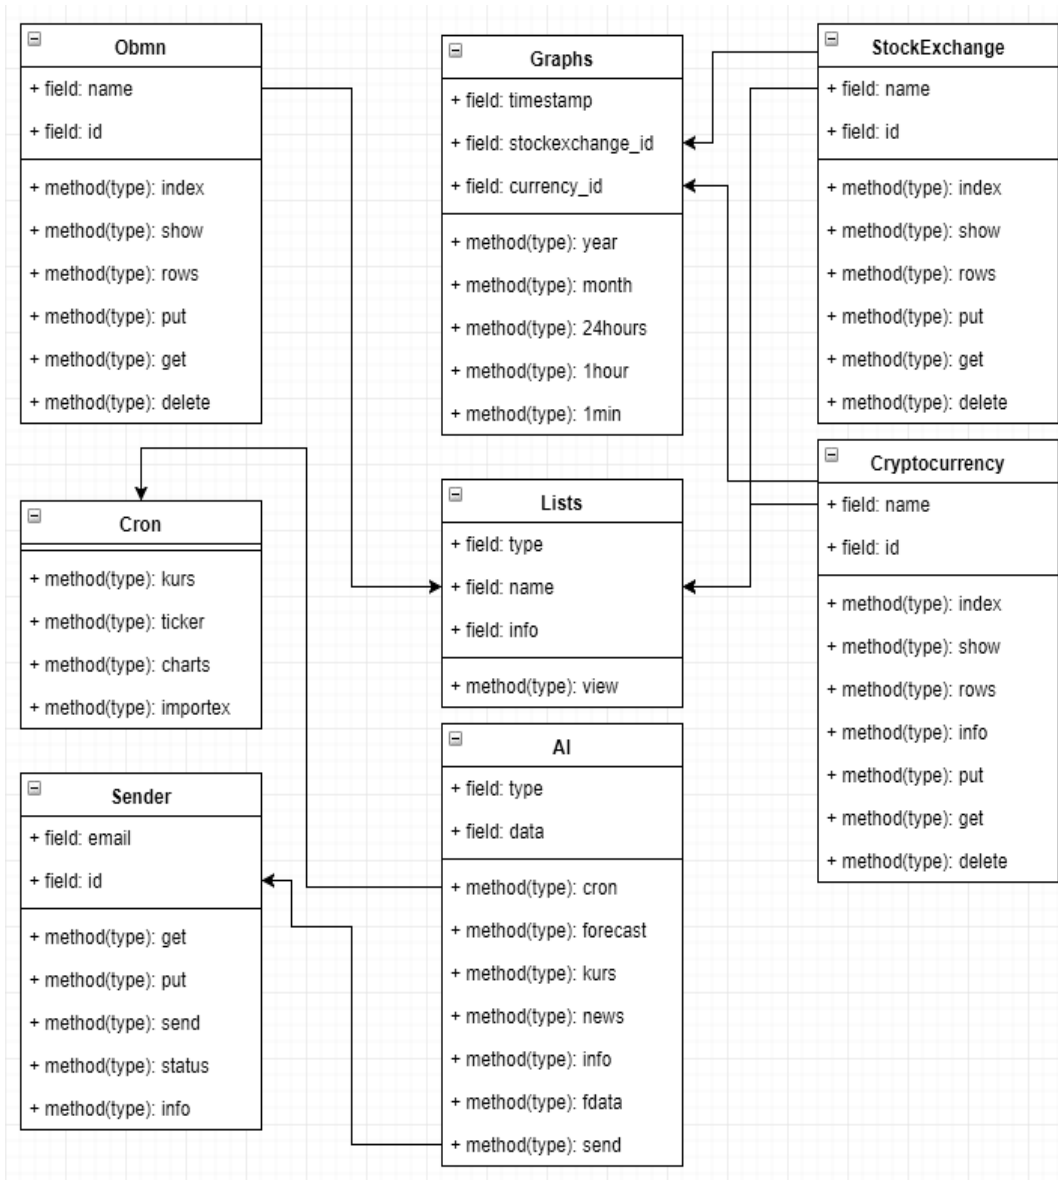 Obmn
+ field: name
+ field: id
+ method(type): index
+ method(type): show
+ method(type): rows
+ method(type): put
+ method(type): get
+ method(type): delete
Graphs
+ field: timestamp
+ field: stockexchange_id
+ field: currency_id
+ method(type): year
+ method(type): month
+ method(type): 24hours
+ method(type): 1hour
+ method(type): 1min
StockExchange
+ field: name
+ field: id
+ method(type): index
+ method(type): show
+ method(type): rows
+ method(type): put
+ method(type): get
+ method(type): delete
Cron
+ method(type): kurs
+ method(type): ticker
+ method(type): charts
+ method(type): importex
Lists
+ field: type
+ field: name
+ field: info
+ method(type): view
Cryptocurrency
+ field: name
+ field: id
+ method(type): index
+ method(type): show
+ method(type): rows
+ method(type): info
+ method(type): put
+ method(type): get
+ method(type): delete
Sender
+ field: email
+ field: id
+ method(type): get
+ method(type): put
+ method(type): send
+ method(type): status
+ method(type): info
AI
+ field: type
+ field: data
+ method(type): cron
+ method(type): forecast
+ method(type): kurs
+ method(type): news
+ method(type): info
+ method(type): fdata
+ method(type): send